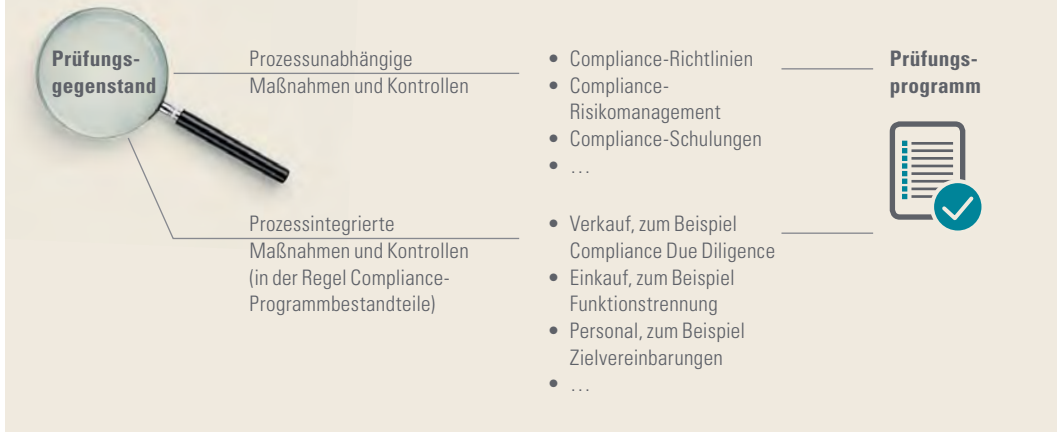 Prüfungs-
gegenstand
Prozessunabhängige
Maßnahmen und Kontrollen
• Compliance-Richtlinien
• Compliance-
Risikomanagement
• Compliance-Schulungen
• …
Prüfungs-
programm
Prozessintegrierte
Maßnahmen und Kontrollen
(in der Regel Compliance-
Programmbestandteile)
• Verkauf, zum Beispiel
Compliance Due Diligence
• Einkauf, zum Beispiel
Funktionstrennung
• Personal, zum Beispiel
Zielvereinbarungen
• …